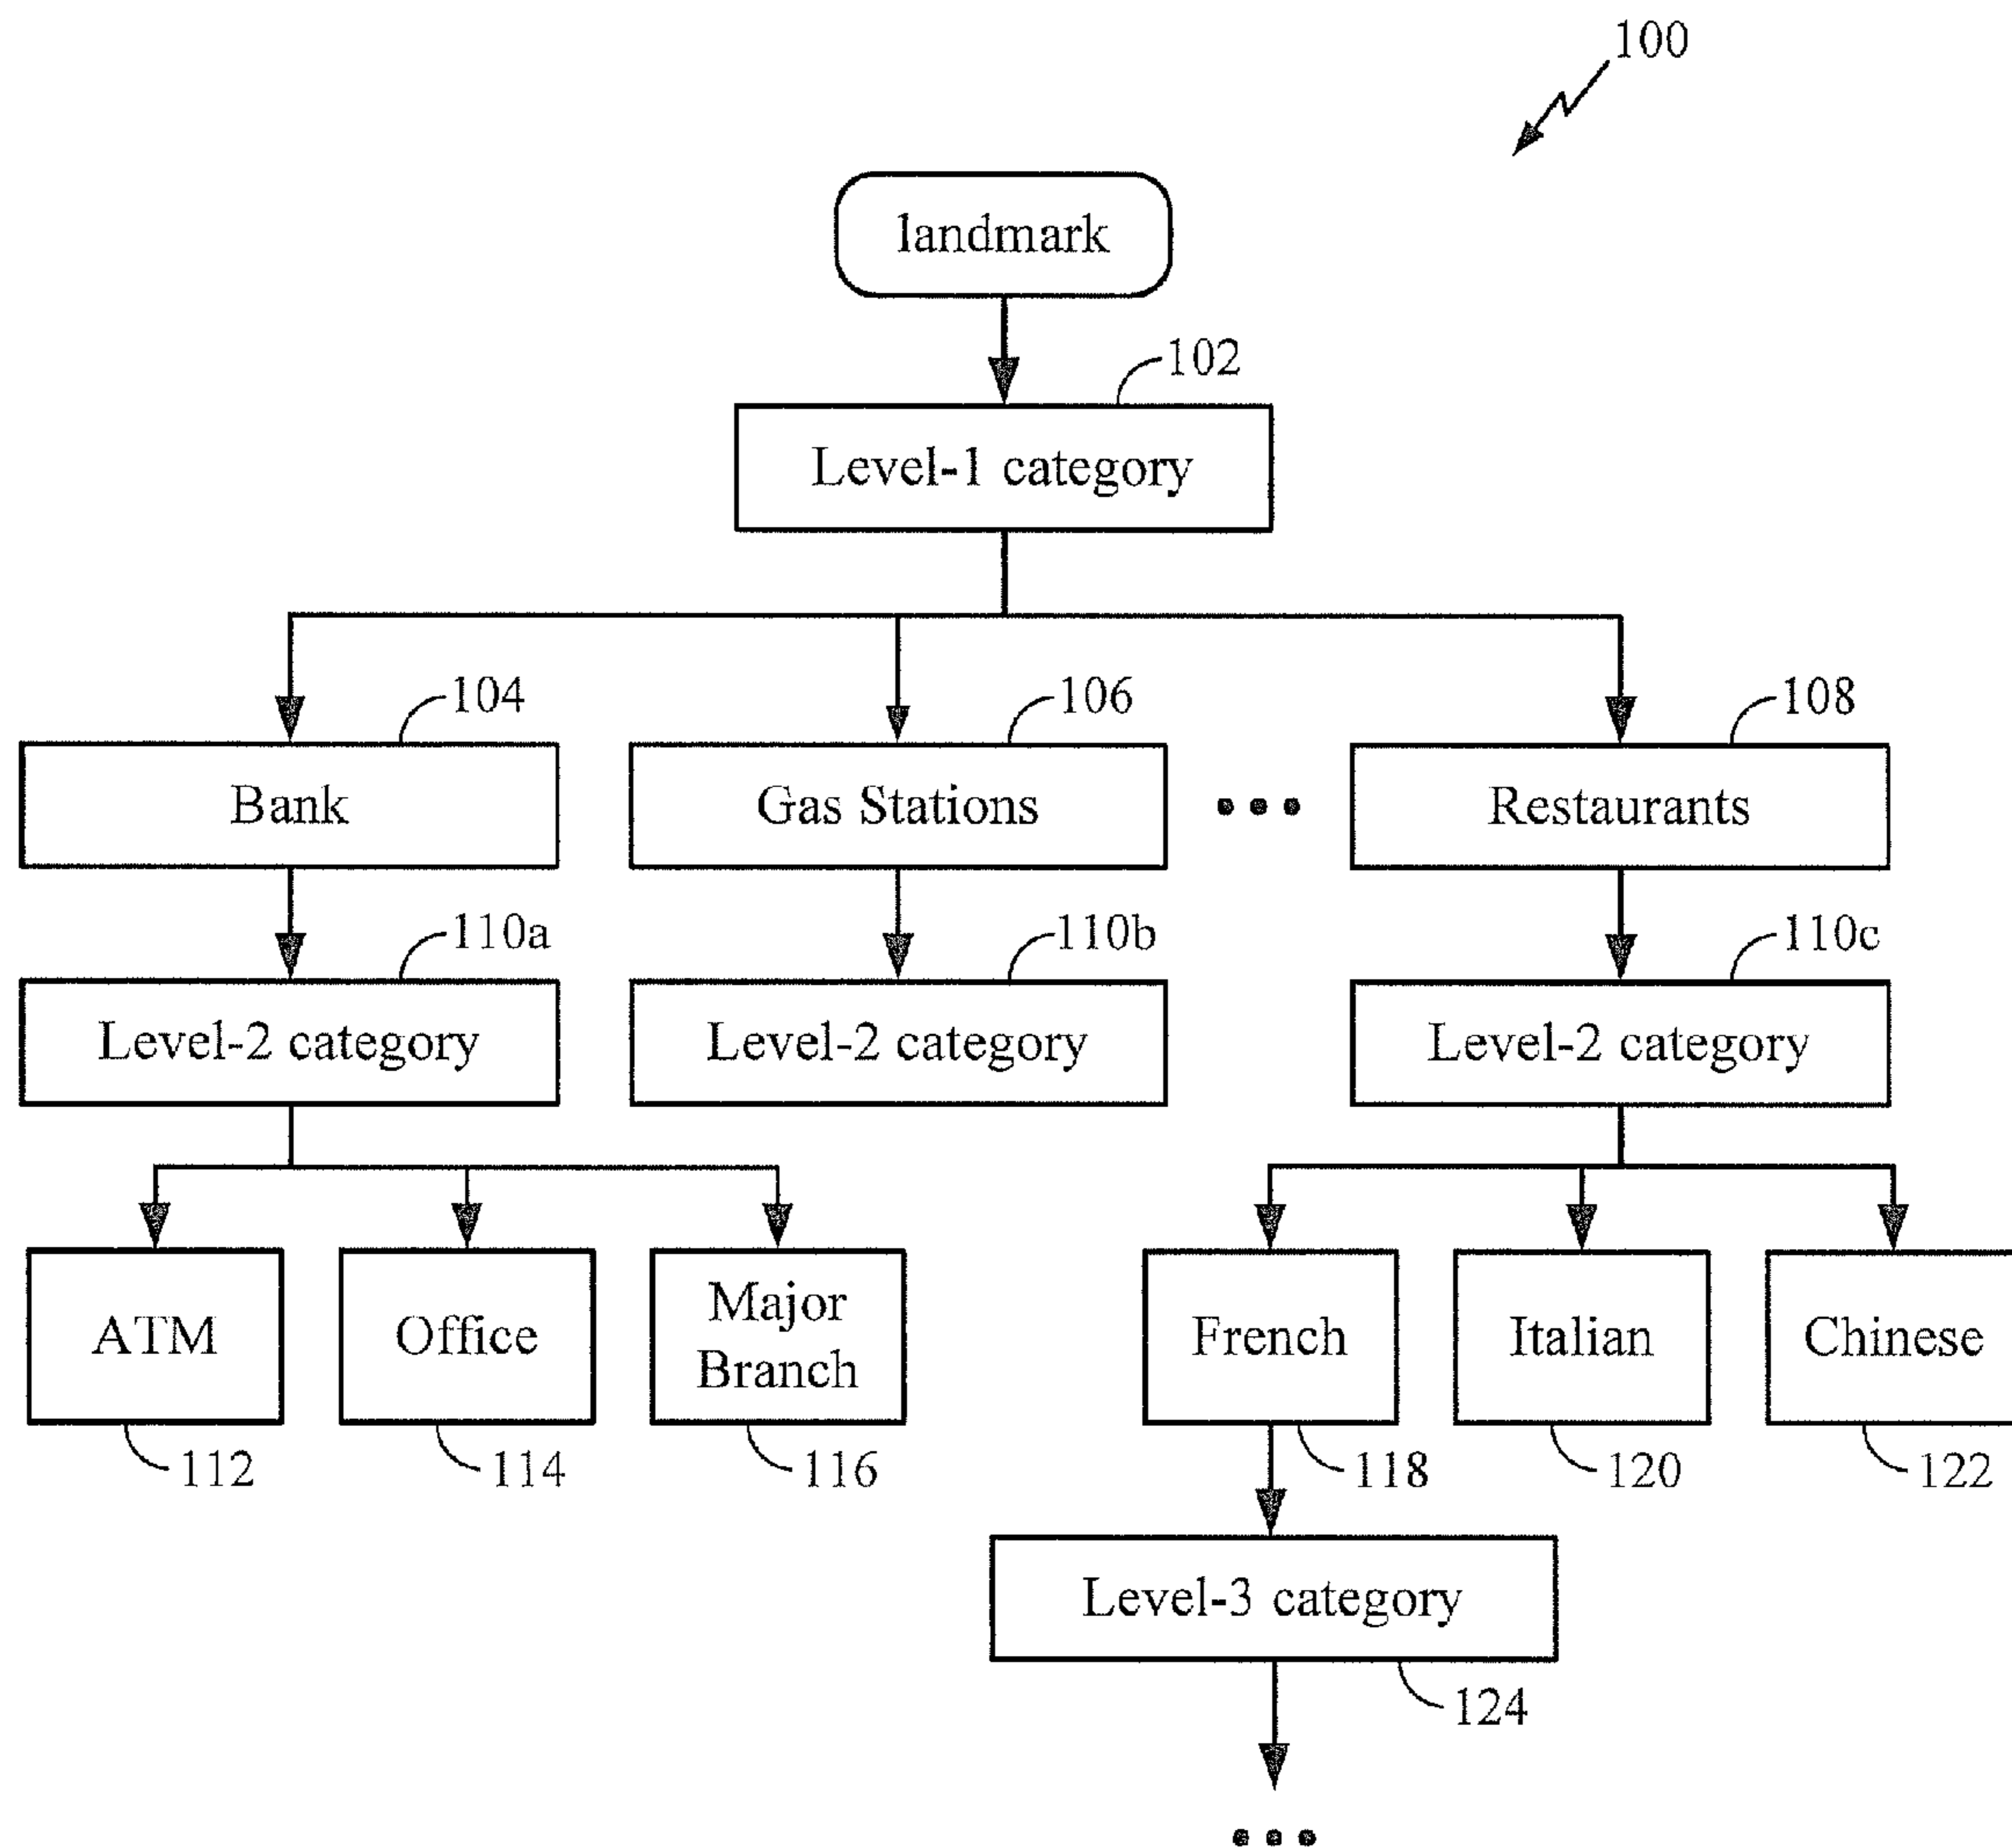 100
landmark
102
Level-1 category
104
106
108
Bank
Gas Stations
•••
Restaurants
110a
110b
110c
Level-2 category
Level-2 category
Level-2 category
ATM
Office
Major
Branch
French
Italian
Chinese
112
114
116
118
120
122
Level-3 category
124
•••